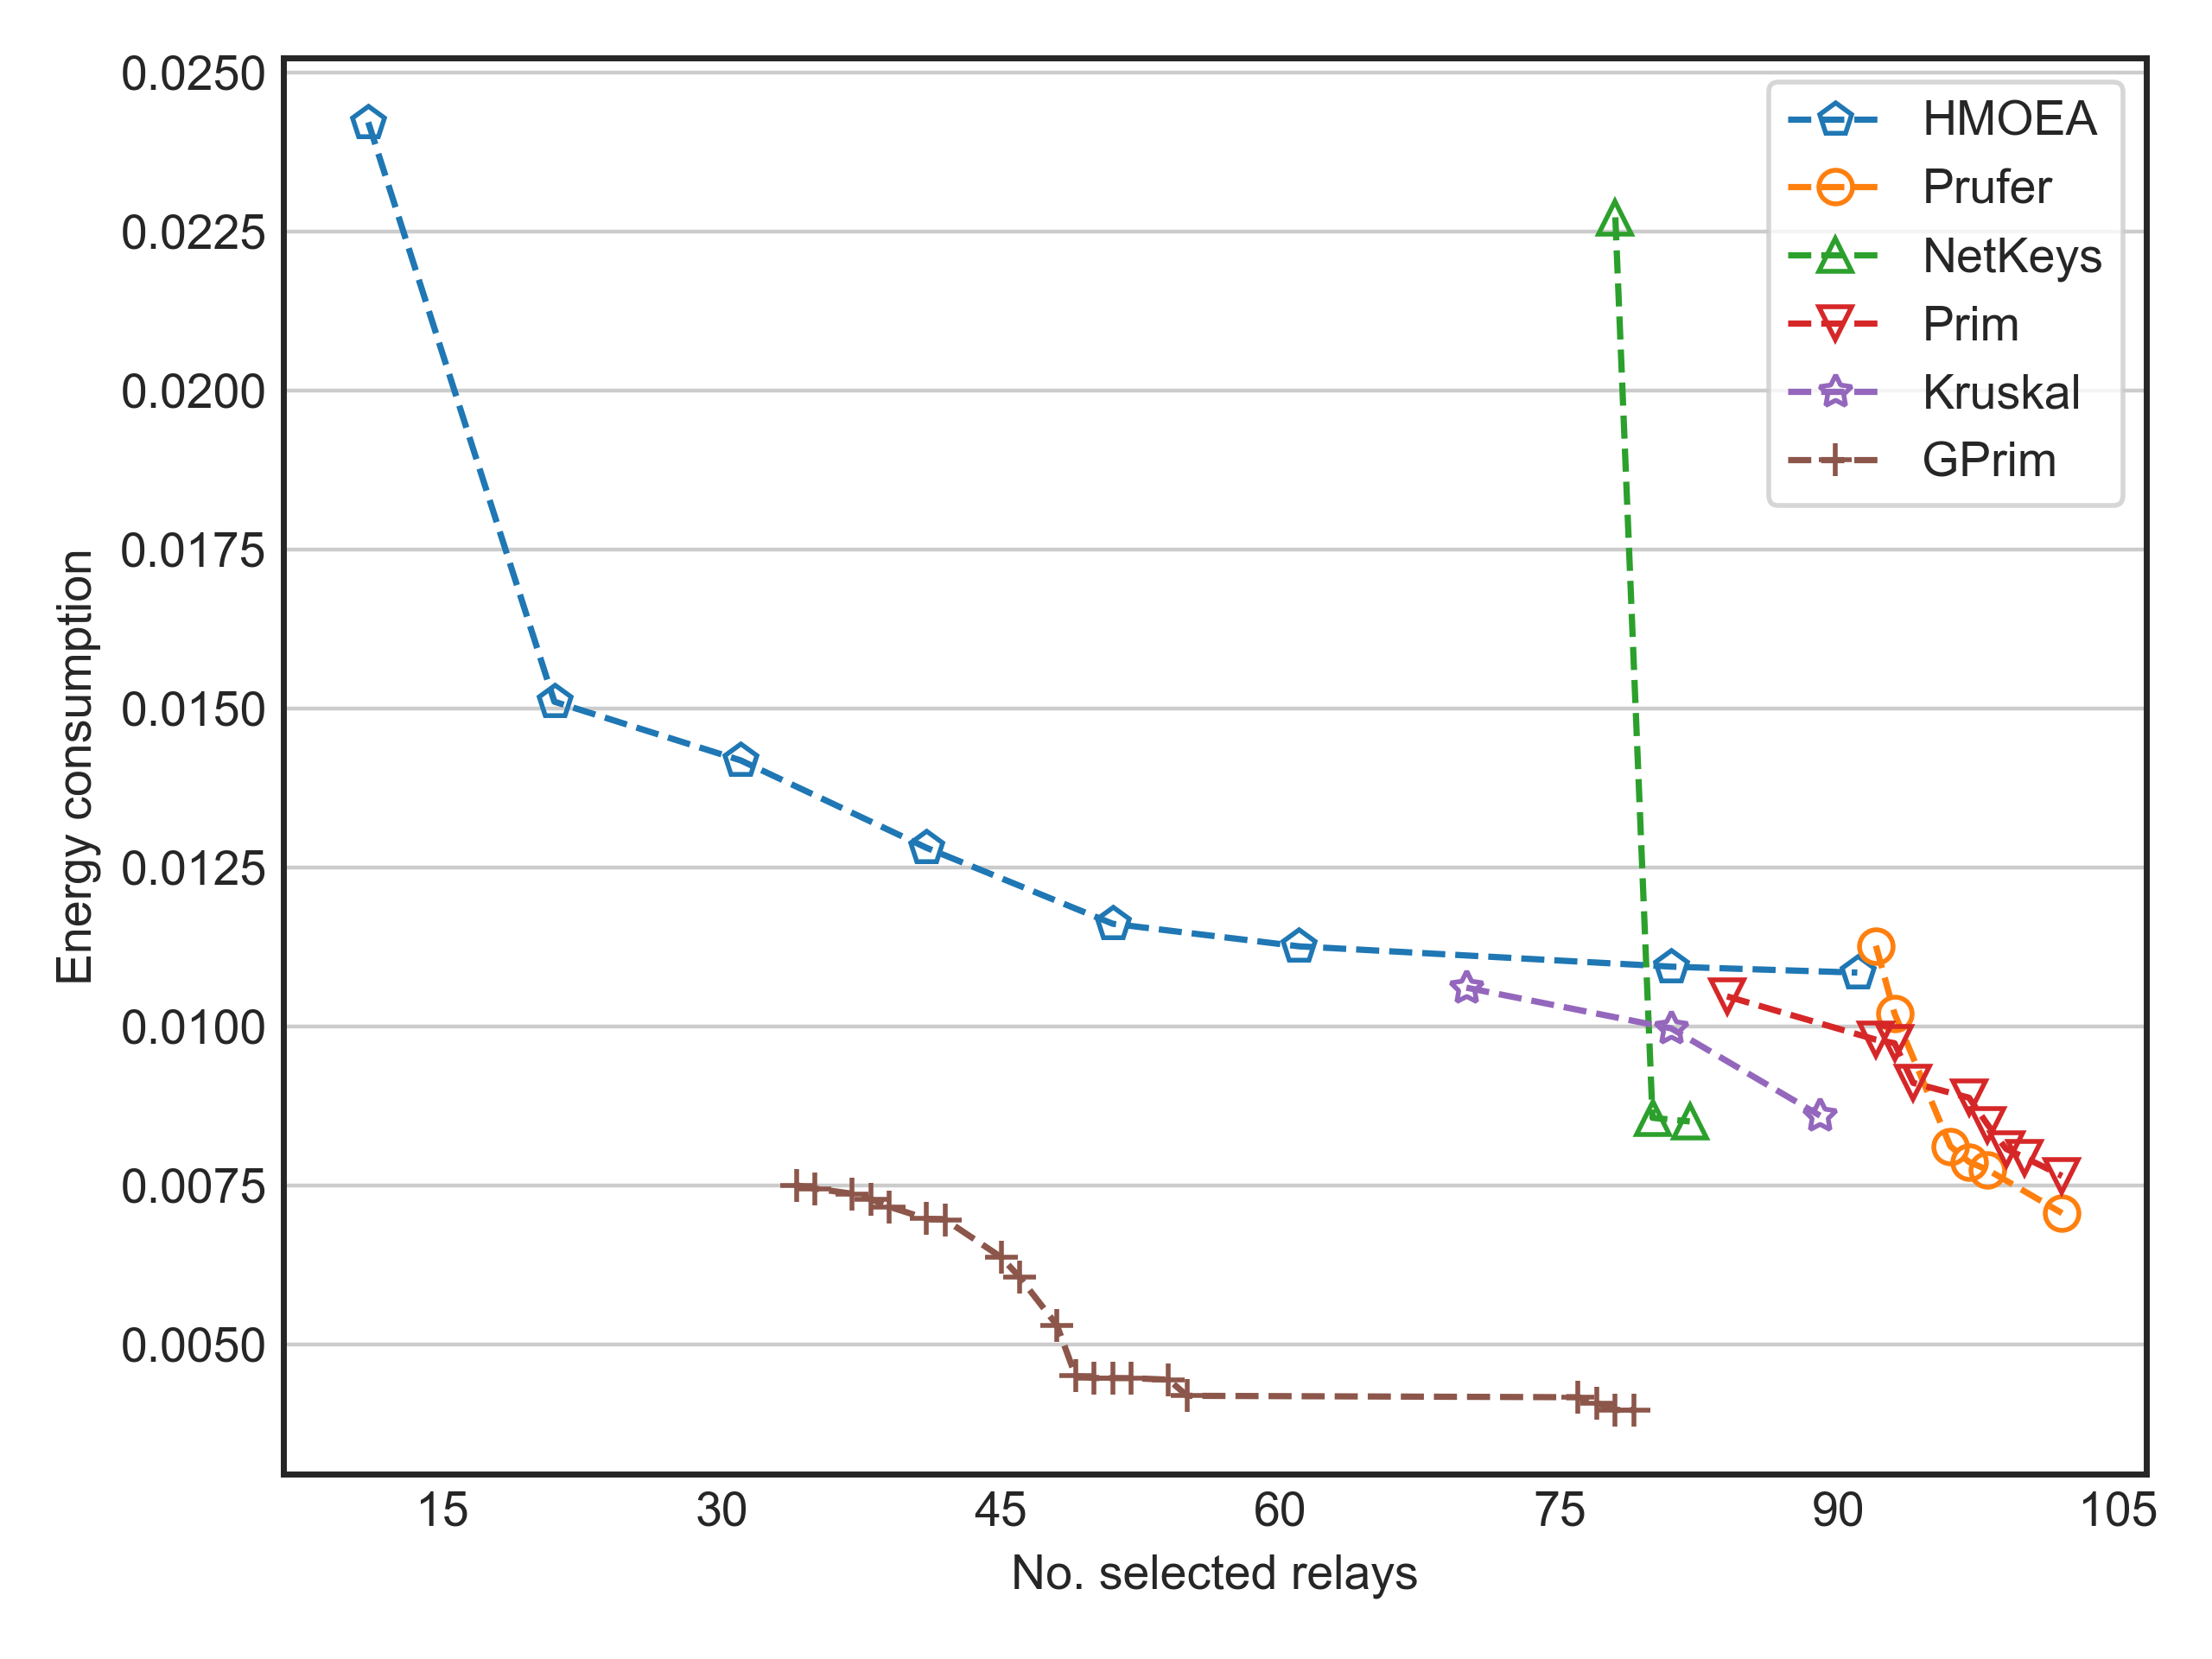 0.0250
0.0225
0.0200
0.0175
0.0150
0.0125
0.0100
0.0075
0.0050
Energy consumption
HMOEA
Prufer
NetKeys
Prim
Kruskal
GPrim
15 30 45 60 75 90 105
No. selected relays